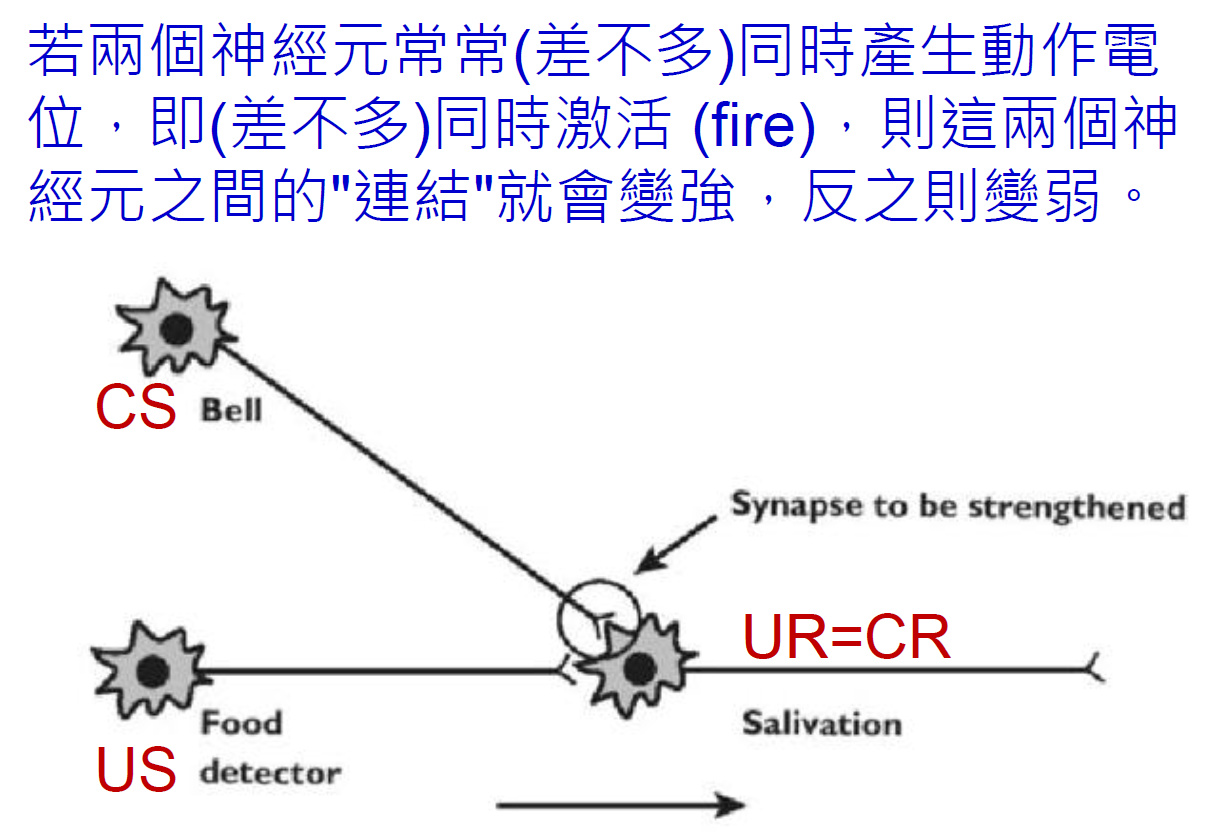 若兩個神經元常常(差不多)同時產生動作電
位，即(差不多)同時激活 (fire)，則這兩個神
經元之間的"連結"就會變強，反之則變弱。
CS Bell
Synapse to be strengthened
UR=CR
Food
Salivation
US detector